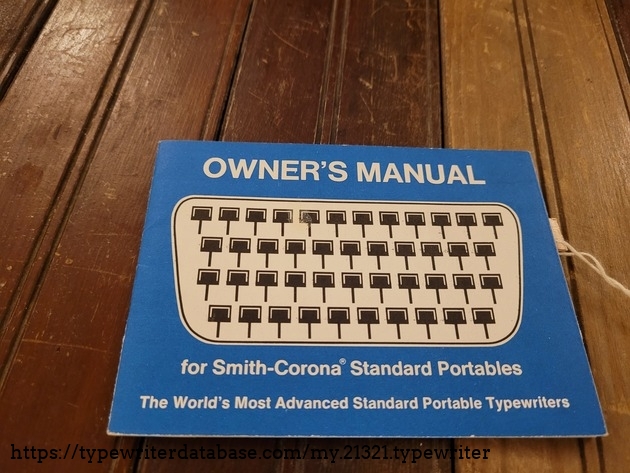 OWNER'S MANUAL
for Smith-Corona® Standard Portables
The World's Most Advanced Standard Portable Typewriters
https://typewriterdatabase.com/my.21321.typewriter